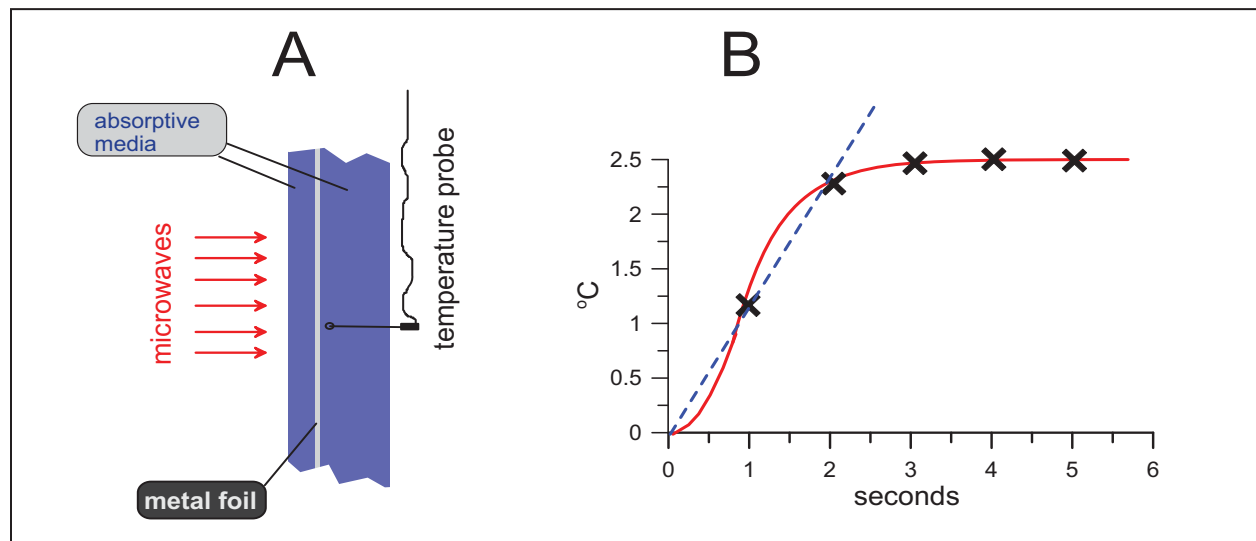 A
absorptive
media
microwaves
temperature probe
metal foil
B
2.5
2
1.5
1
0.5
0
ºC
0 1 2 3 4 5 6
seconds